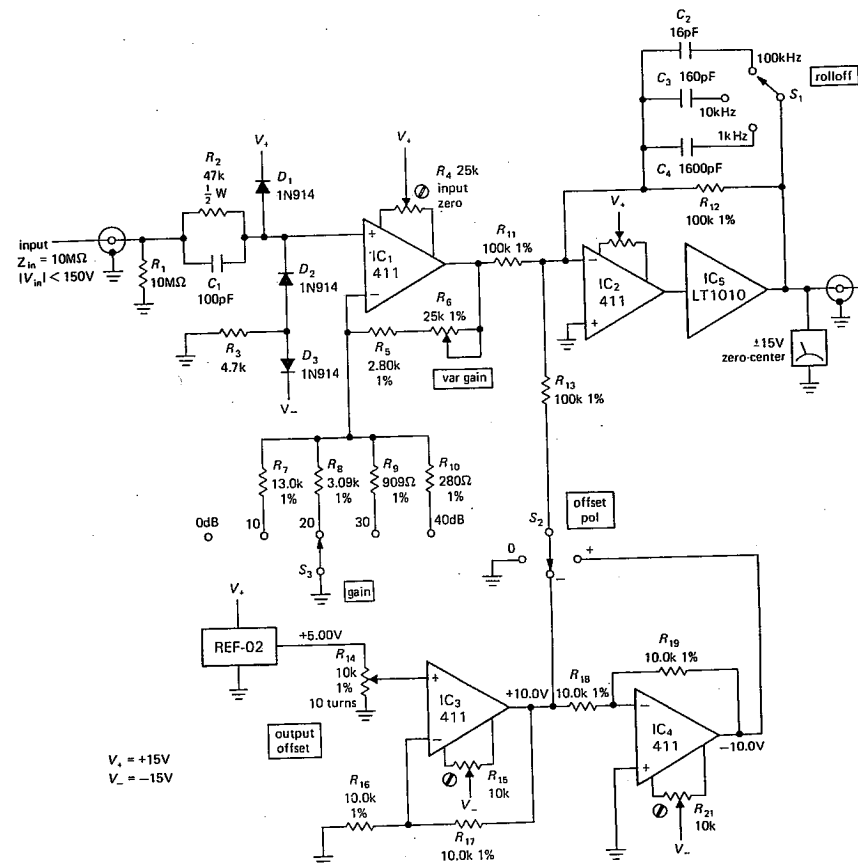 C2
16pF
100kHz
rolloff
C3 160pF
S1
10kHz
1kHz
C4 1600pF
V+
R2
47k
1/2 W
D1
1N914
V+
R4 25k
input
zero
R12
100k 1%
V+
R11
100k 1%
input
Zin = 10MΩ
|Vin| < 150V
R1
10MΩ
C1
100pF
+
IC1
411
−
D2
1N914
−
IC2
411
+
IC5
LT1010
R6
25k 1%
±15V
zero-center
R3
4.7k
D3
1N914
V−
R5
2.80k
1%
var gain
R13
100k 1%
R7
13.0k
1%
R8
3.09k
1%
R9
909Ω
1%
R10
280Ω
1%
0dB
10
20
30
40dB
S2
offset
pol
S3
gain
0
+
−
V+
REF-02
+5.00V
R14
10k
1%
10 turns
+
IC3
411
−
+10.0V
R18
10.0k 1%
R19
10.0k 1%
−
IC4
411
+
−10.0V
output
offset
V+ = +15V
V− = −15V
R16
10.0k
1%
R15
10k
V−
R17
10.0k 1%
R21
10k
V−